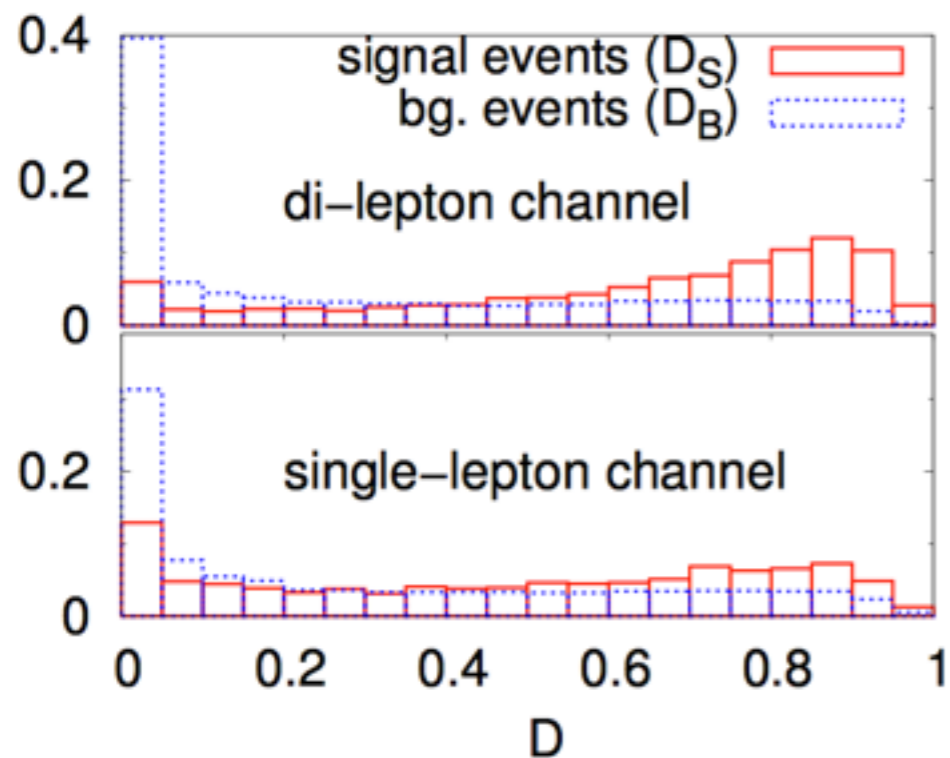 0.4
signal events (D_S)
bg. events (D_B)
0.2
di−lepton channel
0
0.2
single−lepton channel
0
0 0.2 0.4 0.6 0.8 1
D